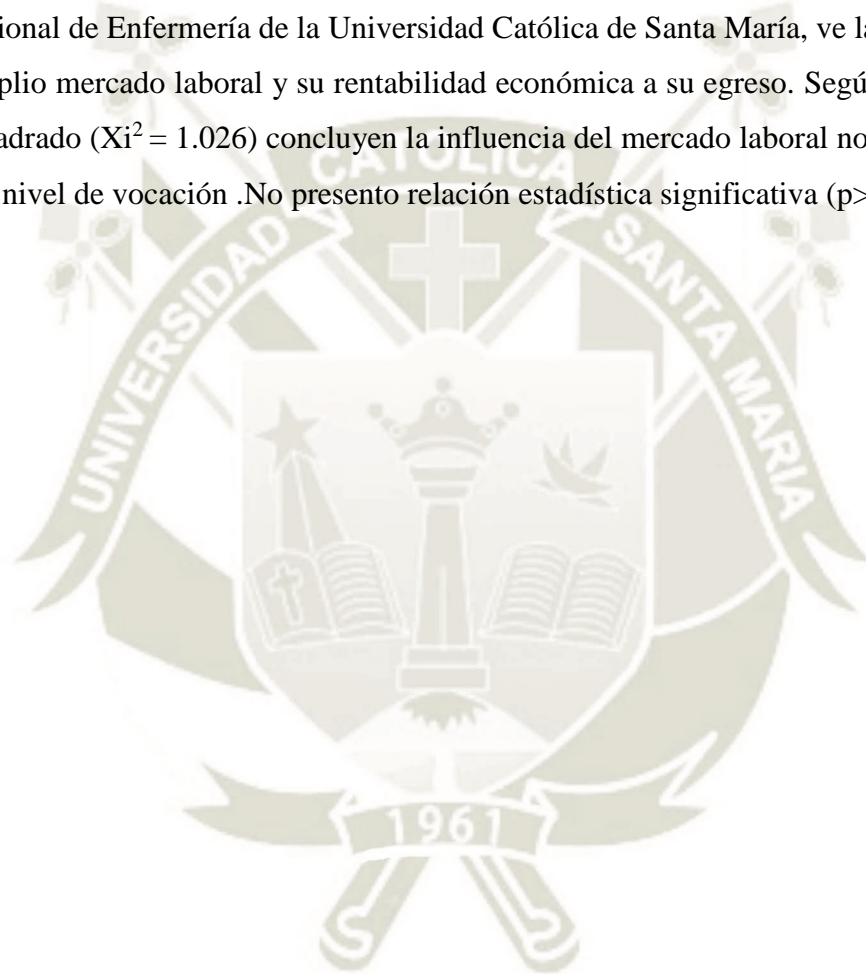 ional de Enfermería de la Universidad Católica de Santa María, ve la
plio mercado laboral y su rentabilidad económica a su egreso. Segú
adrado (Xi² = 1.026) concluyen la influencia del mercado laboral no
nivel de vocación .No presento relación estadística significativa (p>
UNIVERSIDAD CATOLICA SANTA MARIA
1961